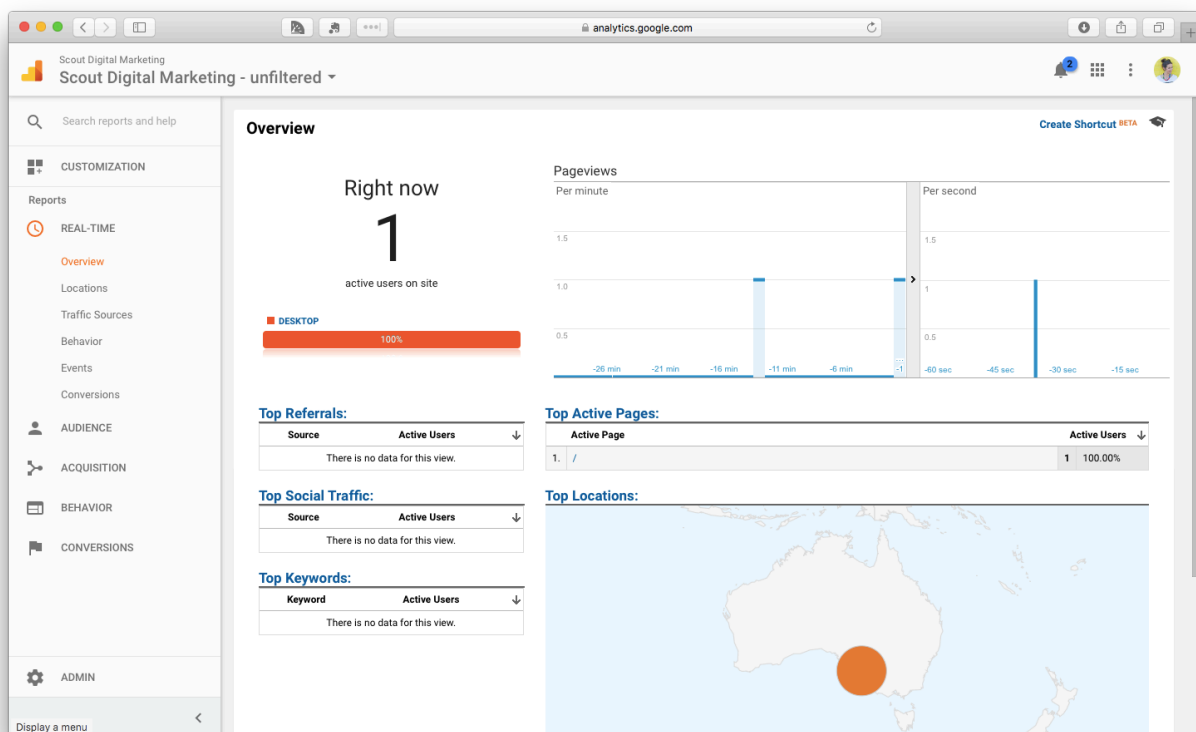 analytics.google.com
Scout Digital Marketing
Scout Digital Marketing - unfiltered
2
Search reports and help
CUSTOMIZATION
Reports
REAL-TIME
Overview
Locations
Traffic Sources
Behavior
Events
Conversions
AUDIENCE
ACQUISITION
BEHAVIOR
CONVERSIONS
ADMIN
Display a menu
Overview
Create Shortcut BETA
Right now
1
active users on site
DESKTOP
100%
Pageviews
Per minute
1.5
1.0
0.5
-26 min -21 min -16 min -11 min -6 min -1
Per second
1.5
1
0.5
-60 sec -45 sec -30 sec -15 sec
Top Referrals:
Source Active Users
There is no data for this view.
Top Social Traffic:
Source Active Users
There is no data for this view.
Top Keywords:
Keyword Active Users
There is no data for this view.
Top Active Pages:
Active Page Active Users
1. / 1 100.00%
Top Locations: